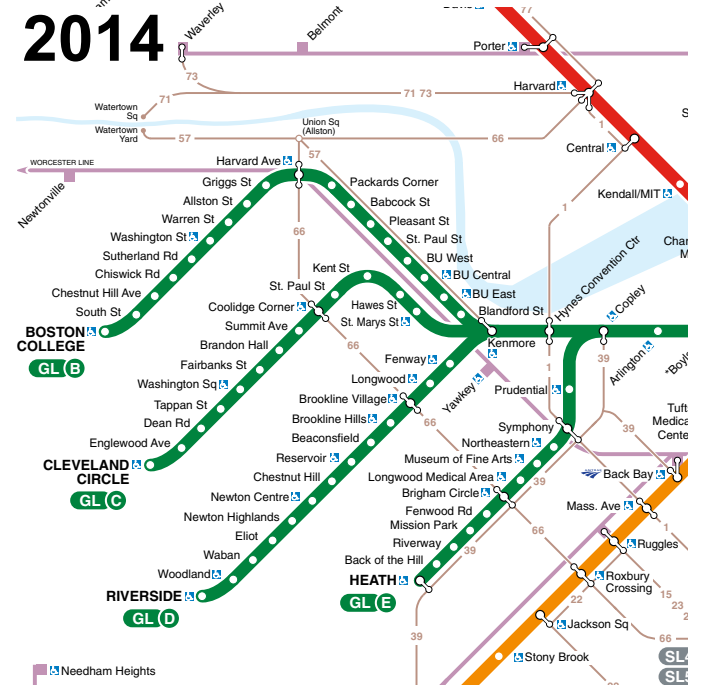 2014
Waverley
Belmont
Porter
77
73
71
71 73
Harvard
Watertown
Sq
Watertown
Yard
57
Union Sq
(Allston)
66
1
Central
57
WORCESTER LINE
Newtonville
Harvard Ave
Griggs St
Allston St
Warren St
Washington St
Sutherland Rd
Chiswick Rd
Chestnut Hill Ave
South St
BOSTON
COLLEGE
GL B
Packards Corner
Babcock St
Pleasant St
St. Paul St
BU West
BU Central
BU East
Blandford St
Kenmore
Kendall/MIT
66
1
Hynes Convention Ctr
Copley
Arlington
Kent St
St. Paul St
Coolidge Corner
Hawes St
St. Marys St
Summit Ave
Brandon Hall
Fairbanks St
Washington Sq
Tappan St
Dean Rd
Englewood Ave
CLEVELAND
CIRCLE
GL C
66
Fenway
Longwood
Brookline Village
Brookline Hills
Beaconsfield
Reservoir
Chestnut Hill
Newton Centre
Newton Highlands
Eliot
Waban
Woodland
RIVERSIDE
GL D
Yawkey
66
1
39
Prudential
Symphony
Northeastern
Museum of Fine Arts
Longwood Medical Area
Brigham Circle
Fenwood Rd
Mission Park
Riverway
Back of the Hill
HEATH
GL E
39
39
39
39
66
Back Bay
Mass. Ave
1
Ruggles
Roxbury
Crossing
22
15
23
66
Jackson Sq
Stony Brook
SL4
Needham Heights